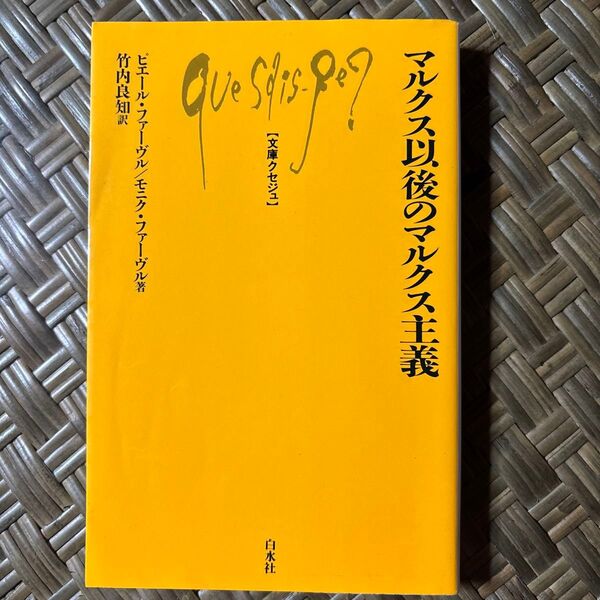 マルクス以後のマルクス主義
Que sais-je?
【文庫クセジュ】
ピエール・ファーヴル/モニク・ファーヴル著
竹内良知訳
白水社